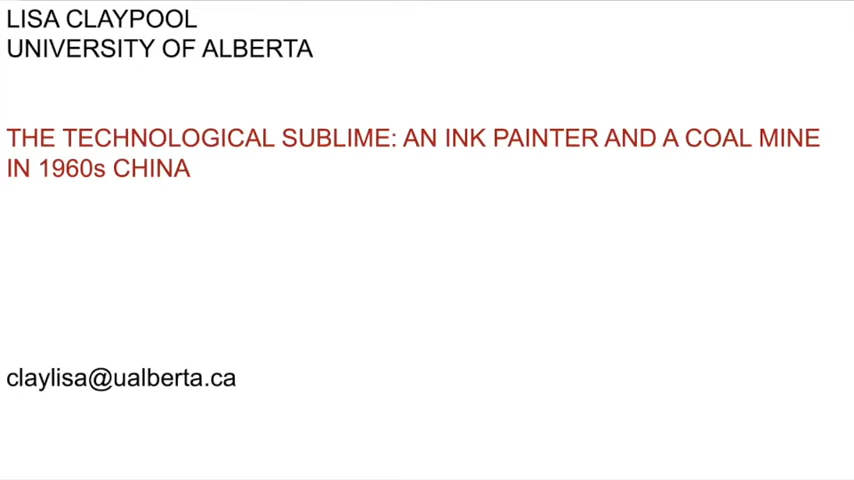 LISA CLAYPOOL
UNIVERSITY OF ALBERTA
THE TECHNOLOGICAL SUBLIME: AN INK PAINTER AND A COAL MINE
IN 1960s CHINA
claylisa@ualberta.ca